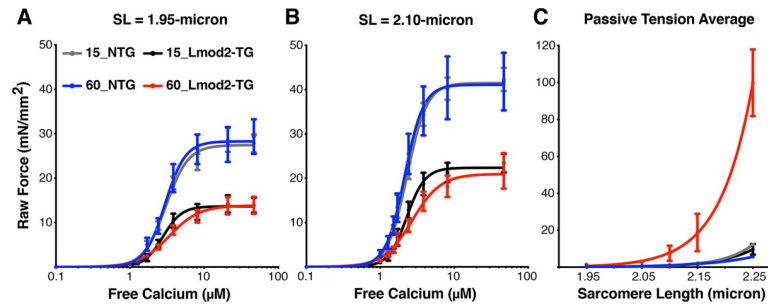 A
SL = 1.95-micron
50
40
30
20
10
0.1
1
10
100
Raw Force (mN/mm²)
Free Calcium (µM)
15_NTG
15_Lmod2-TG
60_NTG
60_Lmod2-TG
B
SL = 2.10-micron
50
40
30
20
10
0.1
1
10
100
Free Calcium (µM)
C
Passive Tension Average
120
100
80
60
40
20
1.95
2.05
2.15
2.25
Sarcomere Length (micron)